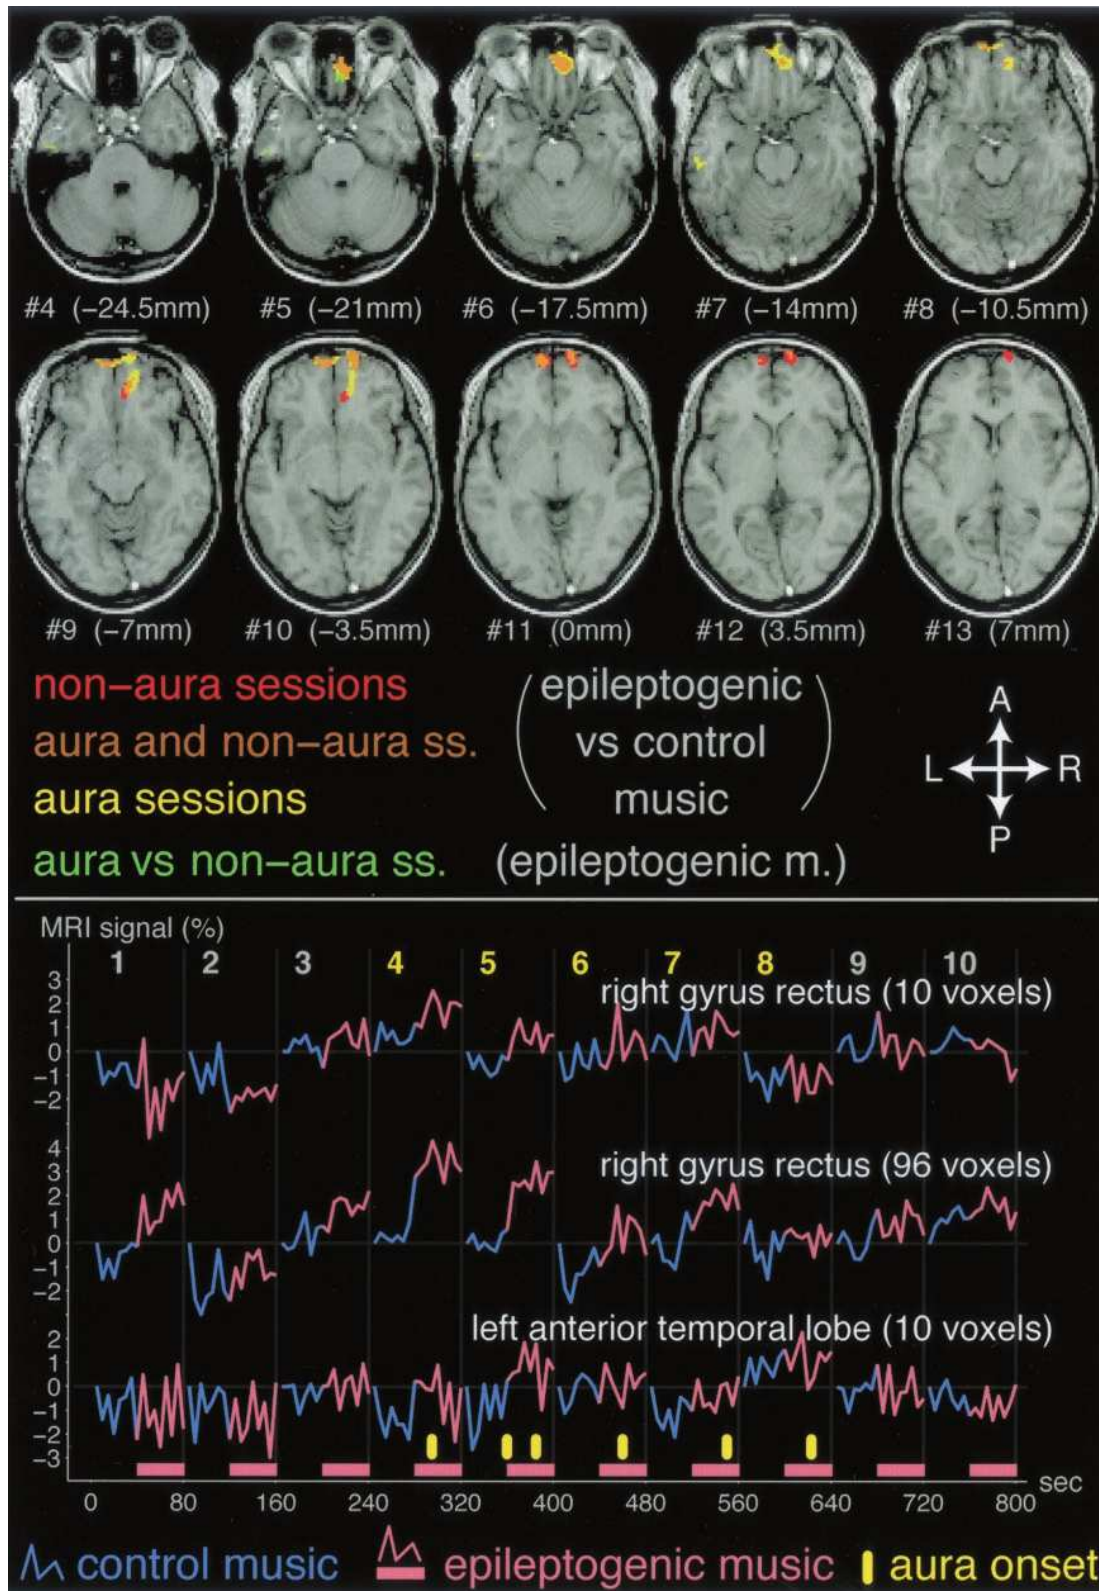 #4 (−24.5mm) #5 (−21mm) #6 (−17.5mm) #7 (−14mm) #8 (−10.5mm)
#9 (−7mm) #10 (−3.5mm) #11 (0mm) #12 (3.5mm) #13 (7mm)
non−aura sessions
aura and non−aura ss.
aura sessions
(epileptogenic
vs control
music)
aura vs non−aura ss. (epileptogenic m.)
A
L R
P
MRI signal (%)
1 2 3 4 5 6 7 8 9 10
right gyrus rectus (10 voxels)
3
2
1
0
−1
−2
right gyrus rectus (96 voxels)
4
3
2
1
0
−1
−2
left anterior temporal lobe (10 voxels)
2
1
0
−1
−2
−3
0 80 160 240 320 400 480 560 640 720 800 sec
control music epileptogenic music aura onset